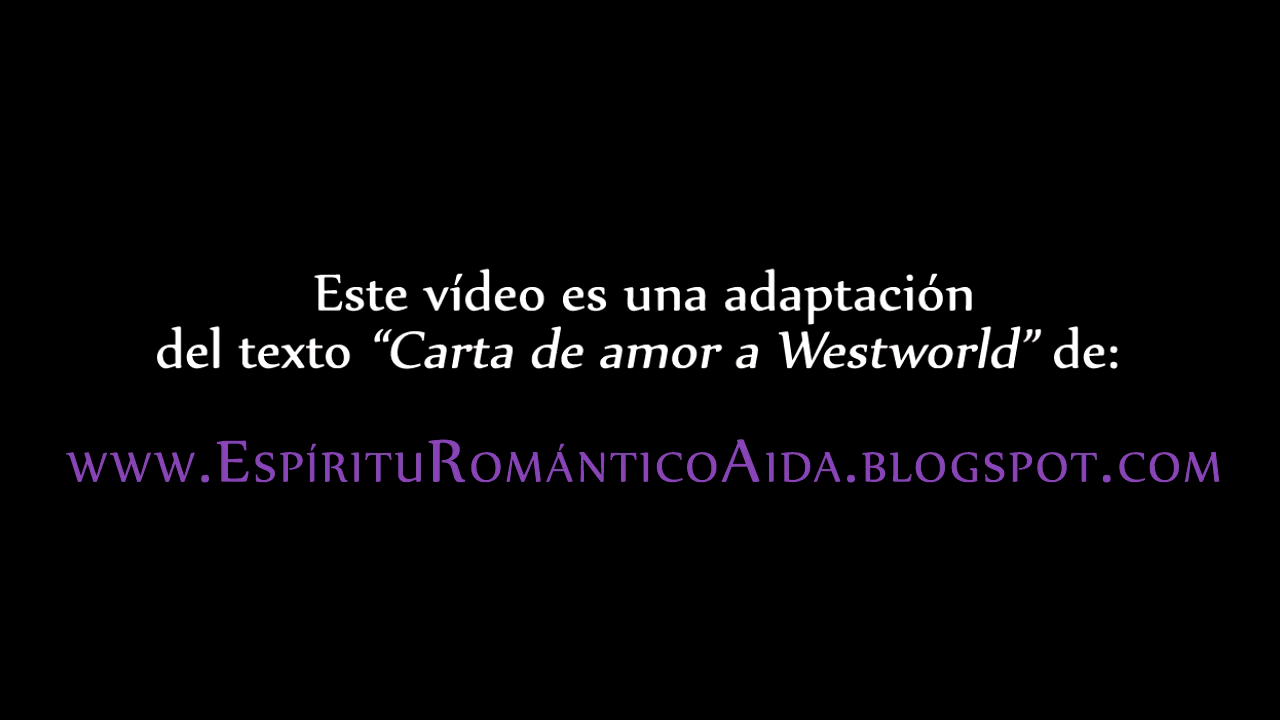 Este vídeo es una adaptación
del texto “Carta de amor a Westworld” de:
www.EspírituRománticoAida.blogspot.com